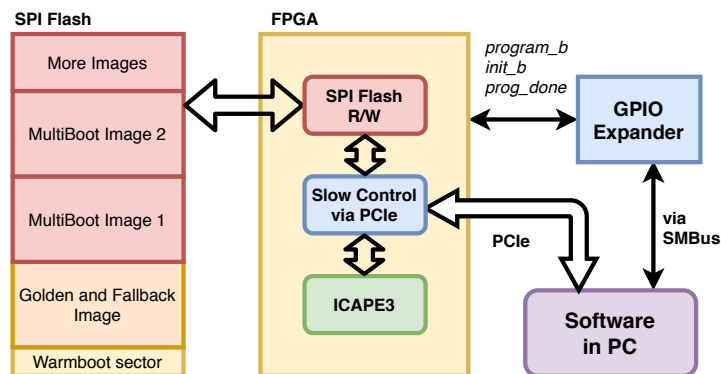 SPI Flash
More Images
MultiBoot Image 2
MultiBoot Image 1
Golden and Fallback
Image
Warmboot sector
FPGA
SPI Flash
R/W
Slow Control
via PCIe
ICAPE3
program_b
init_b
prog_done
GPIO
Expander
PCIe
via
SMBus
Software
in PC